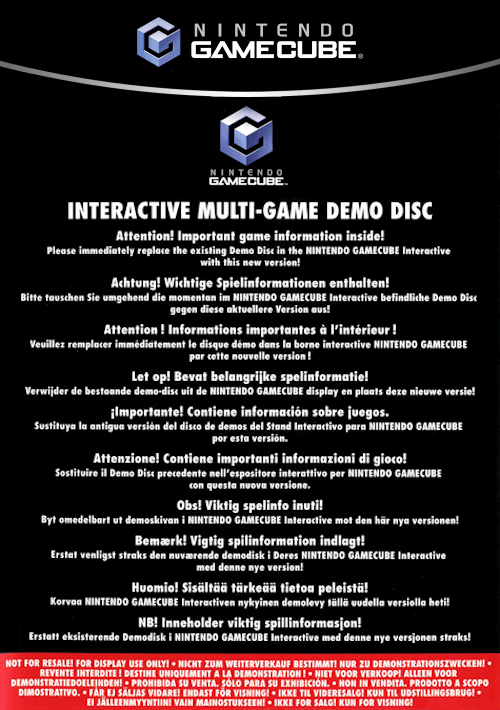 NINTENDO
GAMECUBE®
NINTENDO
GAMECUBE™
INTERACTIVE MULTI-GAME DEMO DISC
Attention! Important game information inside!
Please immediately replace the existing Demo Disc in the NINTENDO GAMECUBE Interactive
with this new version!
Achtung! Wichtige Spielinformationen enthalten!
Bitte tauschen Sie umgehend die momentan im NINTENDO GAMECUBE Interactive befindliche Demo Disc
gegen diese aktuellere Version aus!
Attention ! Informations importantes à l'intérieur !
Veuillez remplacer immédiatement le disque démo dans la borne interactive NINTENDO GAMECUBE
par cette nouvelle version !
Let op! Bevat belangrijke spelinformatie!
Verwijder de bestaande demo-disc uit de NINTENDO GAMECUBE display en plaats deze nieuwe versie!
¡Importante! Contiene información sobre juegos.
Sustituya la antigua versión del disco de demos del Stand Interactivo para NINTENDO GAMECUBE
por esta versión.
Attenzione! Contiene importanti informazioni di gioco!
Sostituire il Demo Disc precedente nell'espositore interattivo per NINTENDO GAMECUBE
con questa nuova versione.
Obs! Viktig spelinfo inuti!
Byt omedelbart ut demoskivan i NINTENDO GAMECUBE Interactive mot den här nya versionen!
Bemærk! Vigtig spilinformation indlagt!
Erstat venligst straks den nuværende demodisk i Deres NINTENDO GAMECUBE Interactive
med denne nye version!
Huomio! Sisältää tärkeää tietoa peleistä!
Korvaa NINTENDO GAMECUBE Interactiven nykyinen demolevy tällä uudella versiolla heti!
NB! Inneholder viktig spillinformasjon!
Erstatt eksisterende Demodisk i NINTENDO GAMECUBE Interactive med denne nye versjonen straks!
NOT FOR RESALE! FOR DISPLAY USE ONLY! • NICHT ZUM WEITERVERKAUF BESTIMMT! NUR ZU DEMONSTRATIONSZWECKEN! •
REVENTE INTERDITE ! DESTINE UNIQUEMENT A LA DEMONSTRATION ! • NIET VOOR VERKOOP! ALLEEN VOOR
DEMONSTRATIEDOELEINDEN! • PROHIBIDA SU VENTA. SÓLO PARA SU EXHIBICIÓN. • NON IN VENDITA. PRODOTTO A SCOPO
DIMOSTRATIVO. • FÅR EJ SÄLJAS VIDARE! ENDAST FÖR VISNING! • IKKE TIL VIDERESALG! KUN TIL UDSTILLINGSBRUG! •
EI JÄLLEENMYYNTIIN! VAIN MAINOSTUKSEEN! • IKKE FOR SALG! KUN FOR VISNING!